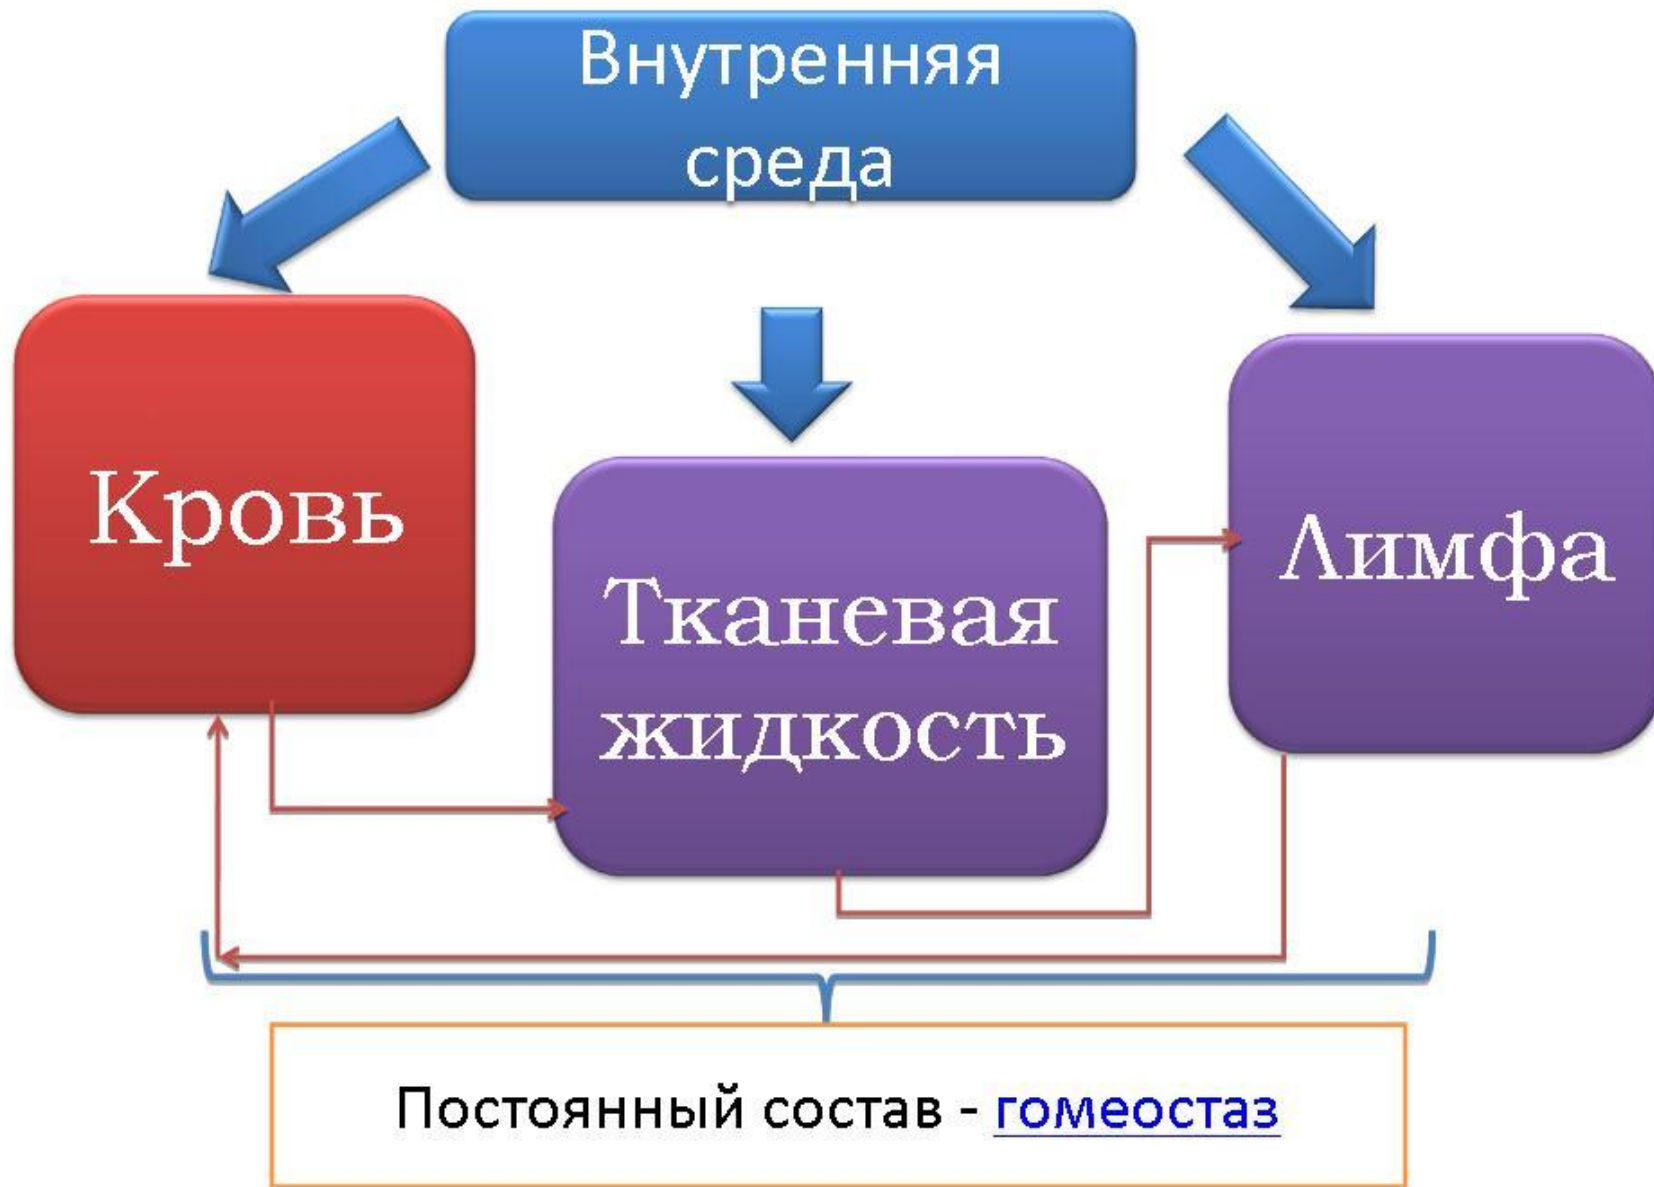 Внутренняя
среда
Кровь
Тканевая
жидкость
Лимфа
Постоянный состав - гомеостаз